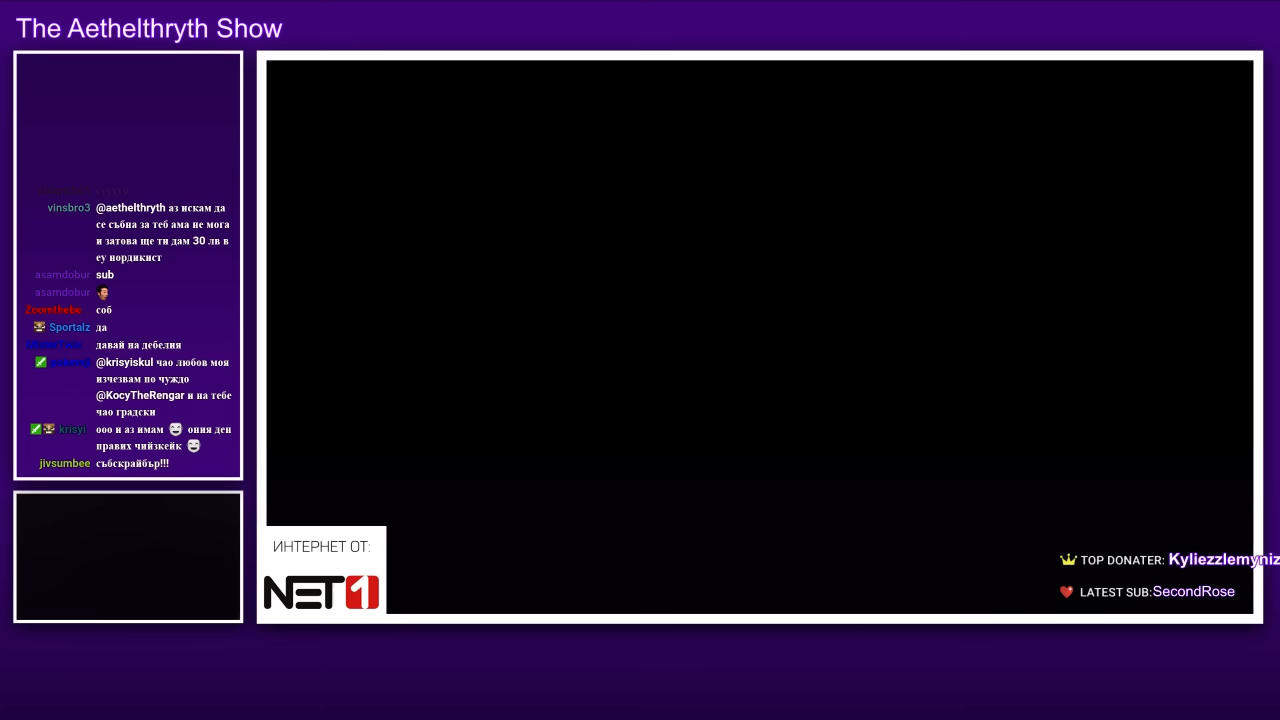 The Aethelthryth Show
vinsbro3 @aethelthryth аз искам да
се събна за теб ама не мога
и затова ще ти дам 30 лв в
еу нордикист
asamdobur sub
asamdobur
Zoomthebe соб
Sportalz да
давай на дебелия
@krisyiskul чао любов моя
изчезвам по чуждо
@KocyTheRengar и на тебе
чао градски
krisyi ооо и аз имам ония ден
правих чийзкейк
jivsumbee събскрайбър!!!
ИНТЕРНЕТ ОТ:
NET1
TOP DONATER: Kyliezzlemyniz
LATEST SUB:SecondRose